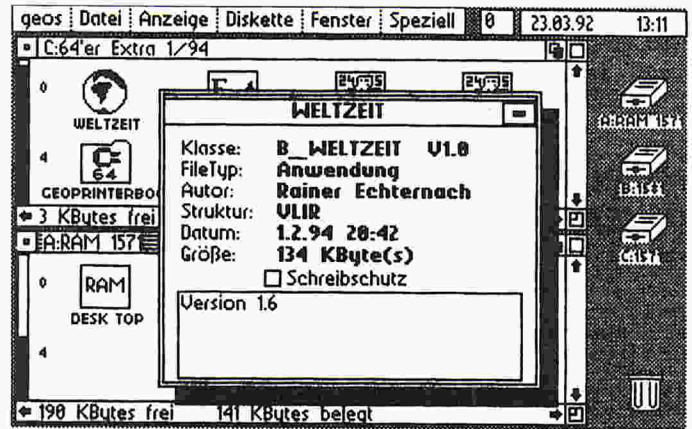 geos Datei Anzeige Diskette Fenster Speziell 0 23.03.92 13:11
C:64'er Extra 1/94
0
WELTZEIT
4
64
GEOPRINTERBOO
3 KBytes frei
A:RAM 157
0
RAM
DESK TOP
4
190 KBytes frei 141 KBytes belegt
WELTZEIT
Klasse: B_WELTZEIT V1.0
FileTyp: Anwendung
Autor: Rainer Echternach
Struktur: VLIR
Datum: 1.2.94 20:42
Größe: 134 KByte(s)
Schreibschutz
Version 1.6
A:RAM 157